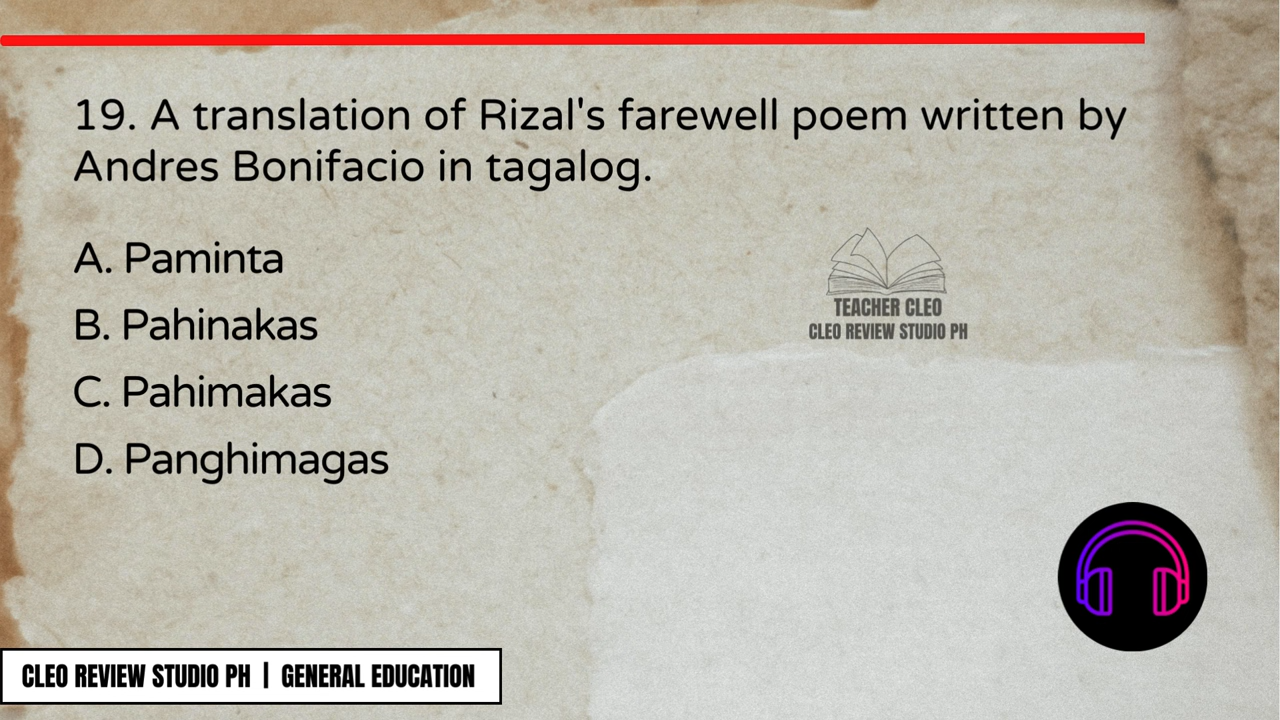 19. A translation of Rizal's farewell poem written by
Andres Bonifacio in tagalog.
A. Paminta
B. Pahinakas
C. Pahimakas
D. Panghimagas
TEACHER CLEO
CLEO REVIEW STUDIO PH
CLEO REVIEW STUDIO PH | GENERAL EDUCATION